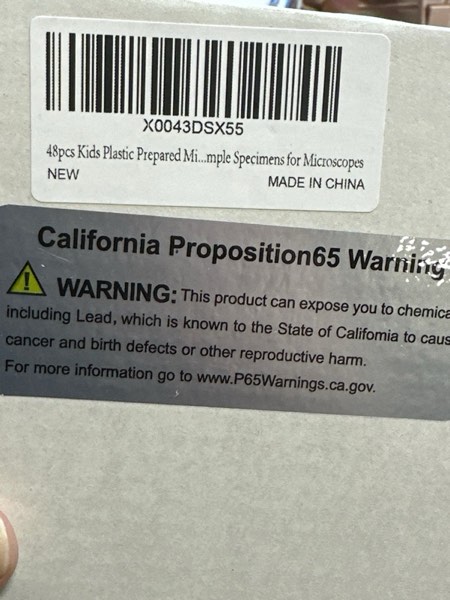 X0043DSX55
48pcs Kids Plastic Prepared Mi...mple Specimens for Microscopes
NEW
MADE IN CHINA
California Proposition65 Warning
WARNING: This product can expose you to
including Lead, which is known to the State of California to
cancer and birth defects or other reproductive harm.
For more information go to www.P65Warnings.ca.gov.